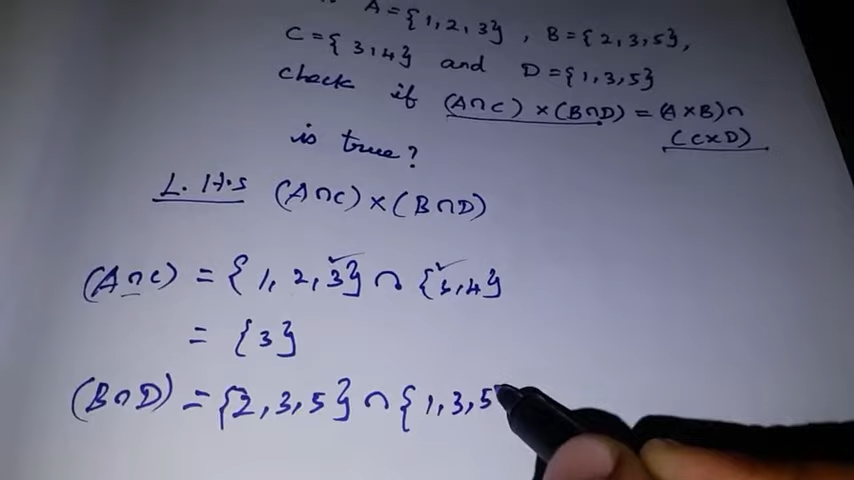 A = {1, 2, 3}, B = {2, 3, 5},
C = {3, 4} and D = {1, 3, 5}
check if (A∩C) × (B∩D) = (A×B)∩
(C×D)
is true?
L.H.S (A∩C) × (B∩D)
(A∩C) = {1, 2, 3} ∩ {3, 4}
= {3}
(B∩D) = {2, 3, 5} ∩ {1, 3, 5